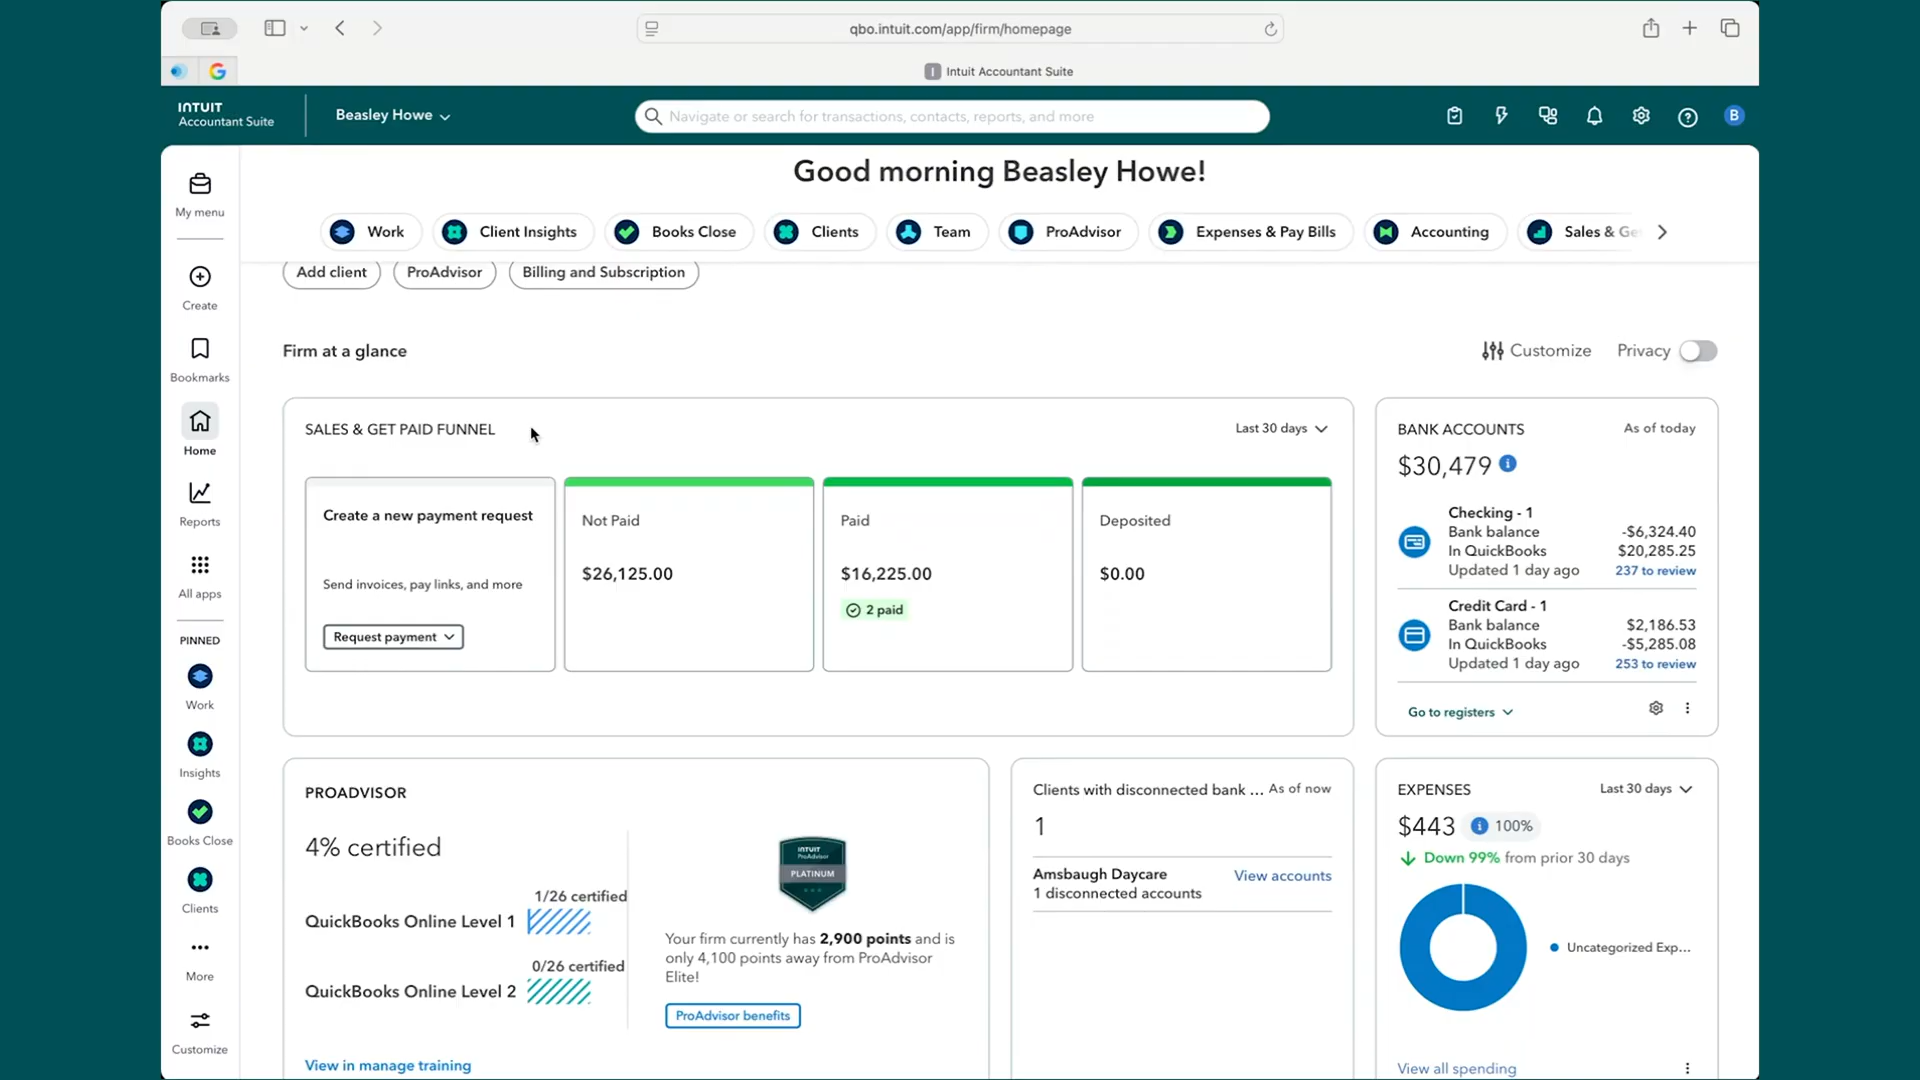 qbo.intuit.com/app/firm/homepage
G
I Intuit Accountant Suite
INTUIT
Accountant Suite
Beasley Howe
Navigate or search for transactions, contacts, reports, and more
B
My menu
Create
Bookmarks
Home
Reports
All apps
PINNED
Work
Insights
Books Close
Clients
More
Customize
Good morning Beasley Howe!
Work
Client Insights
Books Close
Clients
Team
ProAdvisor
Expenses & Pay Bills
Accounting
Sales & Ge
Add client
ProAdvisor
Billing and Subscription
Firm at a glance
Customize
Privacy
SALES & GET PAID FUNNEL
Last 30 days
Create a new payment request
Send invoices, pay links, and more
Request payment
Not Paid
$26,125.00
Paid
$16,225.00
2 paid
Deposited
$0.00
BANK ACCOUNTS
As of today
$30,479
Checking - 1
Bank balance -$6,324.40
In QuickBooks $20,285.25
Updated 1 day ago 237 to review
Credit Card - 1
Bank balance $2,186.53
In QuickBooks -$5,285.08
Updated 1 day ago 253 to review
Go to registers
PROADVISOR
4% certified
1/26 certified
QuickBooks Online Level 1
0/26 certified
QuickBooks Online Level 2
View in manage training
INTUIT
ProAdvisor
PLATINUM
Your firm currently has 2,900 points and is
only 4,100 points away from ProAdvisor
Elite!
ProAdvisor benefits
Clients with disconnected bank ... As of now
1
Amsbaugh Daycare View accounts
1 disconnected accounts
EXPENSES
Last 30 days
$443 100%
Down 99% from prior 30 days
Uncategorized Exp...
View all spending